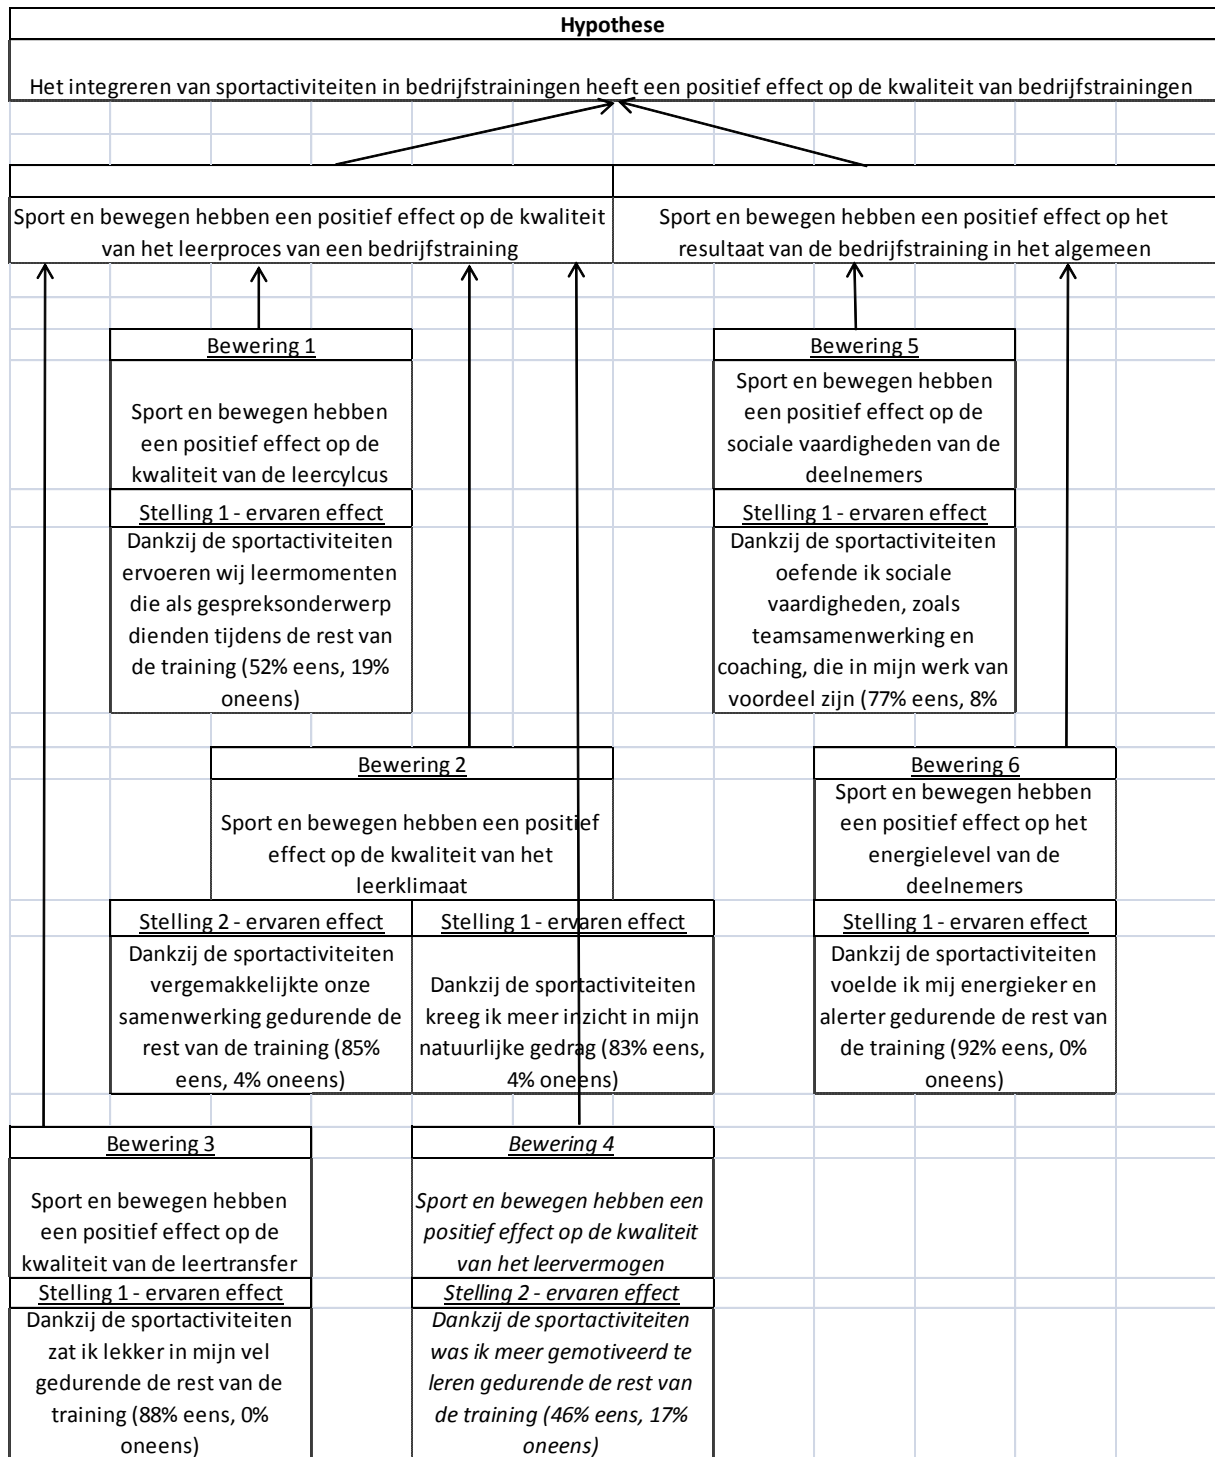 Hypothese
Het integreren van sportactiviteiten in bedrijfstrainingen heeft een positief effect op de kwaliteit van bedrijfstrainingen
Sport en bewegen hebben een positief effect op de kwaliteit
van het leerproces van een bedrijfstraining
Sport en bewegen hebben een positief effect op het
resultaat van de bedrijfstraining in het algemeen
Bewering 1
Sport en bewegen hebben
een positief effect op de
kwaliteit van de leercylcus
Stelling 1 - ervaren effect
Dankzij de sportactiviteiten
ervoeren wij leermomenten
die als gespreksonderwerp
dienden tijdens de rest van
de training (52% eens, 19%
oneens)
Bewering 5
Sport en bewegen hebben
een positief effect op de
sociale vaardigheden van de
deelnemers
Stelling 1 - ervaren effect
Dankzij de sportactiviteiten
oefende ik sociale
vaardigheden, zoals
teamsamenwerking en
coaching, die in mijn werk van
voordeel zijn (77% eens, 8%
Bewering 2
Sport en bewegen hebben een positief
effect op de kwaliteit van het
leerklimaat
Stelling 2 - ervaren effect
Dankzij de sportactiviteiten
vergemakkelijkte onze
samenwerking gedurende de
rest van de training (85%
eens, 4% oneens)
Stelling 1 - ervaren effect
Dankzij de sportactiviteiten
kreeg ik meer inzicht in mijn
natuurlijke gedrag (83% eens,
4% oneens)
Bewering 6
Sport en bewegen hebben
een positief effect op het
energielevel van de
deelnemers
Stelling 1 - ervaren effect
Dankzij de sportactiviteiten
voelde ik mij energieker en
alerter gedurende de rest van
de training (92% eens, 0%
oneens)
Bewering 3
Sport en bewegen hebben
een positief effect op de
kwaliteit van de leertransfer
Stelling 1 - ervaren effect
Dankzij de sportactiviteiten
zat ik lekker in mijn vel
gedurende de rest van de
training (88% eens, 0%
oneens)
Bewering 4
Sport en bewegen hebben een
positief effect op de kwaliteit
van het leervermogen
Stelling 2 - ervaren effect
Dankzij de sportactiviteiten
was ik meer gemotiveerd te
leren gedurende de rest van
de training (46% eens, 17%
oneens)